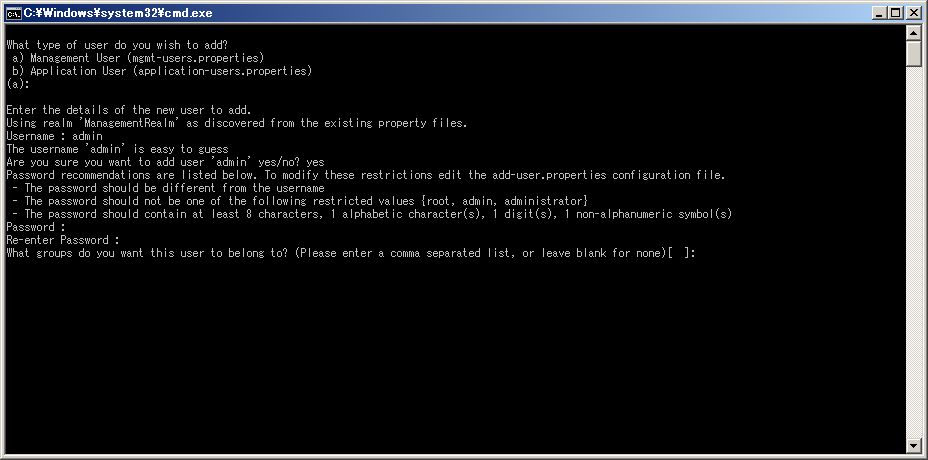 C:¥Windows¥system32¥cmd.exe
What type of user do you wish to add?
 a) Management User (mgmt-users.properties)
 b) Application User (application-users.properties)
(a):
Enter the details of the new user to add.
Using realm 'ManagementRealm' as discovered from the existing property files.
Username : admin
The username 'admin' is easy to guess
Are you sure you want to add user 'admin' yes/no? yes
Password recommendations are listed below. To modify these restrictions edit the add-user.properties configuration file.
 - The password should be different from the username
 - The password should not be one of the following restricted values {root, admin, administrator}
 - The password should contain at least 8 characters, 1 alphabetic character(s), 1 digit(s), 1 non-alphanumeric symbol(s)
Password :
Re-enter Password :
What groups do you want this user to belong to? (Please enter a comma separated list, or leave blank for none)[  ]: